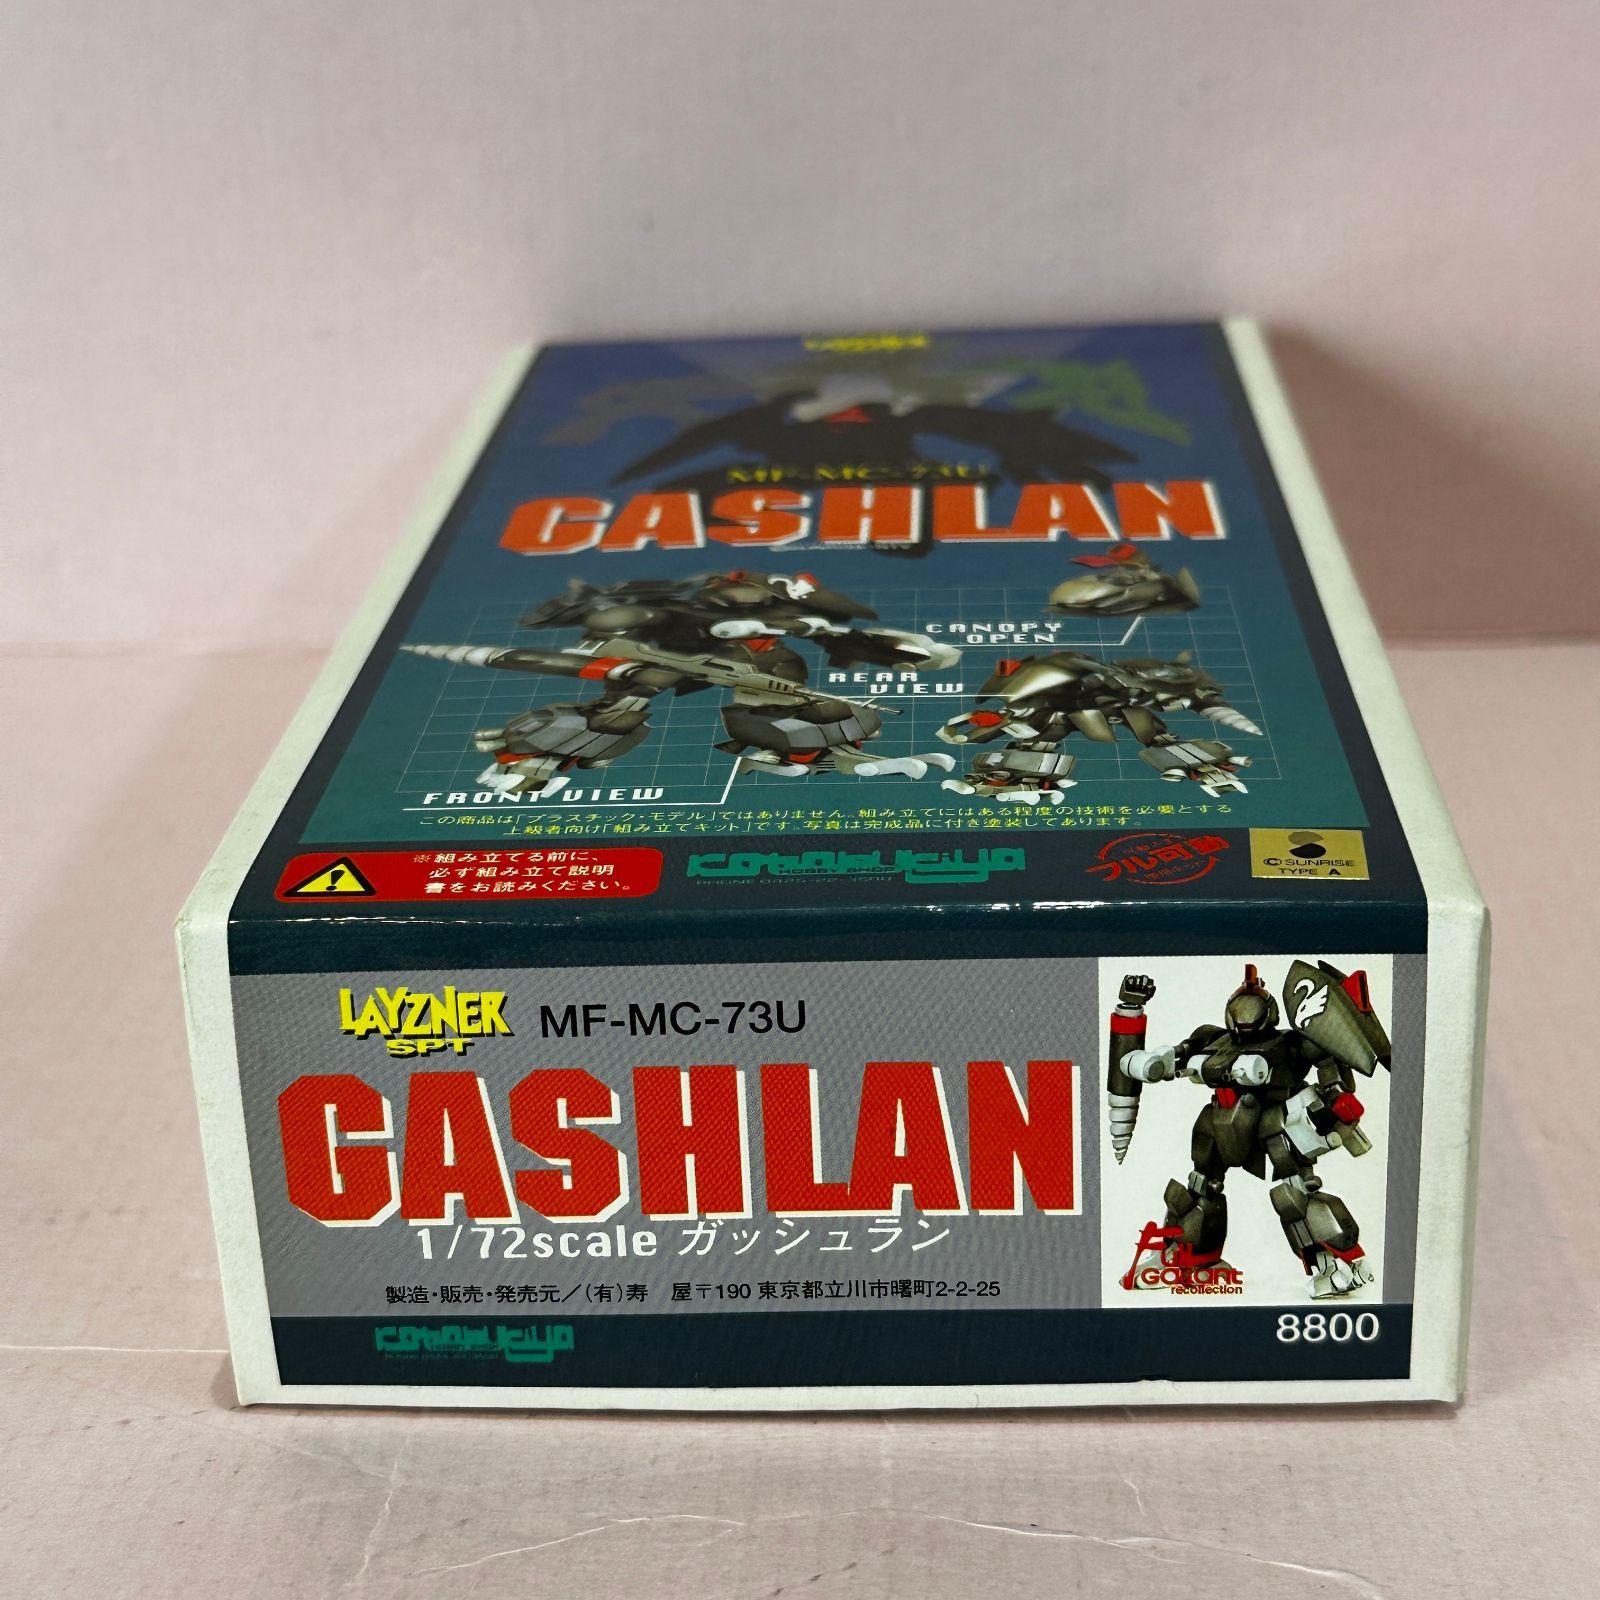 LAYZNER
MF-MC-73U
GASHLAN
CANOPY
OPEN
REAR
VIEW
FRONT VIEW
この商品は「プラスチック・モデル」ではありません。組み立てにはある程度の技術を必要とする
上級者向け「組み立てキット」です。写真は完成品に付き塗装してあります。
※組み立てる前に、
必ず組み立て説明
書をお読みください。
Kotobukiya
HOBBY SHOP
フル可動
© SUNRISE
TYPE A
LAYZNER
SPT
MF-MC-73U
GASHLAN
1/72scale ガッシュラン
製造・販売・発売元／(有)寿 屋〒190 東京都立川市曙町2-2-25
Kotobukiya
HOBBY SHOP
Full
recollection
8800